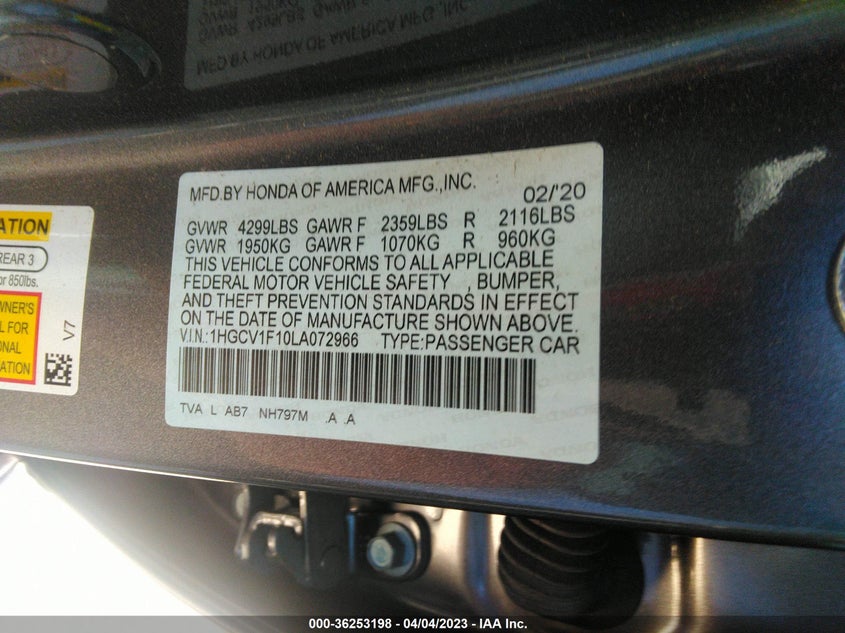 MFD.BY HONDA OF AMERICA MFG.,INC. 02/'20
GVWR 4299LBS GAWR F 2359LBS R 2116LBS
GVWR 1950KG GAWR F 1070KG R 960KG
THIS VEHICLE CONFORMS TO ALL APPLICABLE
FEDERAL MOTOR VEHICLE SAFETY , BUMPER,
AND THEFT PREVENTION STANDARDS IN EFFECT
ON THE DATE OF MANUFACTURE SHOWN ABOVE.
V.I.N.:1HGCV1F10LA072966 TYPE:PASSENGER CAR
TVA L AB7 NH797M .A .A
REAR 3
or 850lbs.
V7
000-36253198 - 04/04/2023 - IAA Inc.